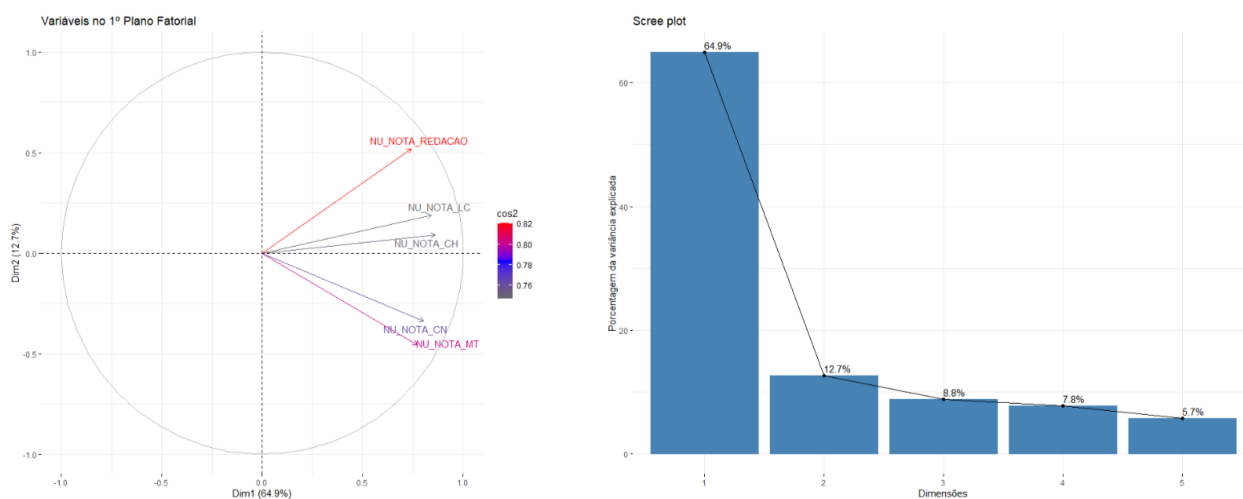 Variáveis no 1º Plano Fatorial
1.0
0.5
0.0
-0.5
-1.0
Dim2 (12.7%)
NU_NOTA_REDACAO
NU_NOTA_LC
NU_NOTA_CH
NU_NOTA_CN
NU_NOTA_MT
-1.0 -0.5 0.0 0.5 1.0
Dim1 (64.9%)
cos2
0.82
0.80
0.78
0.76
Scree plot
Porcentagem da variância explicada
60
40
20
0
64.9%
12.7%
8.8%
7.8%
5.7%
1 2 3 4 5
Dimensões